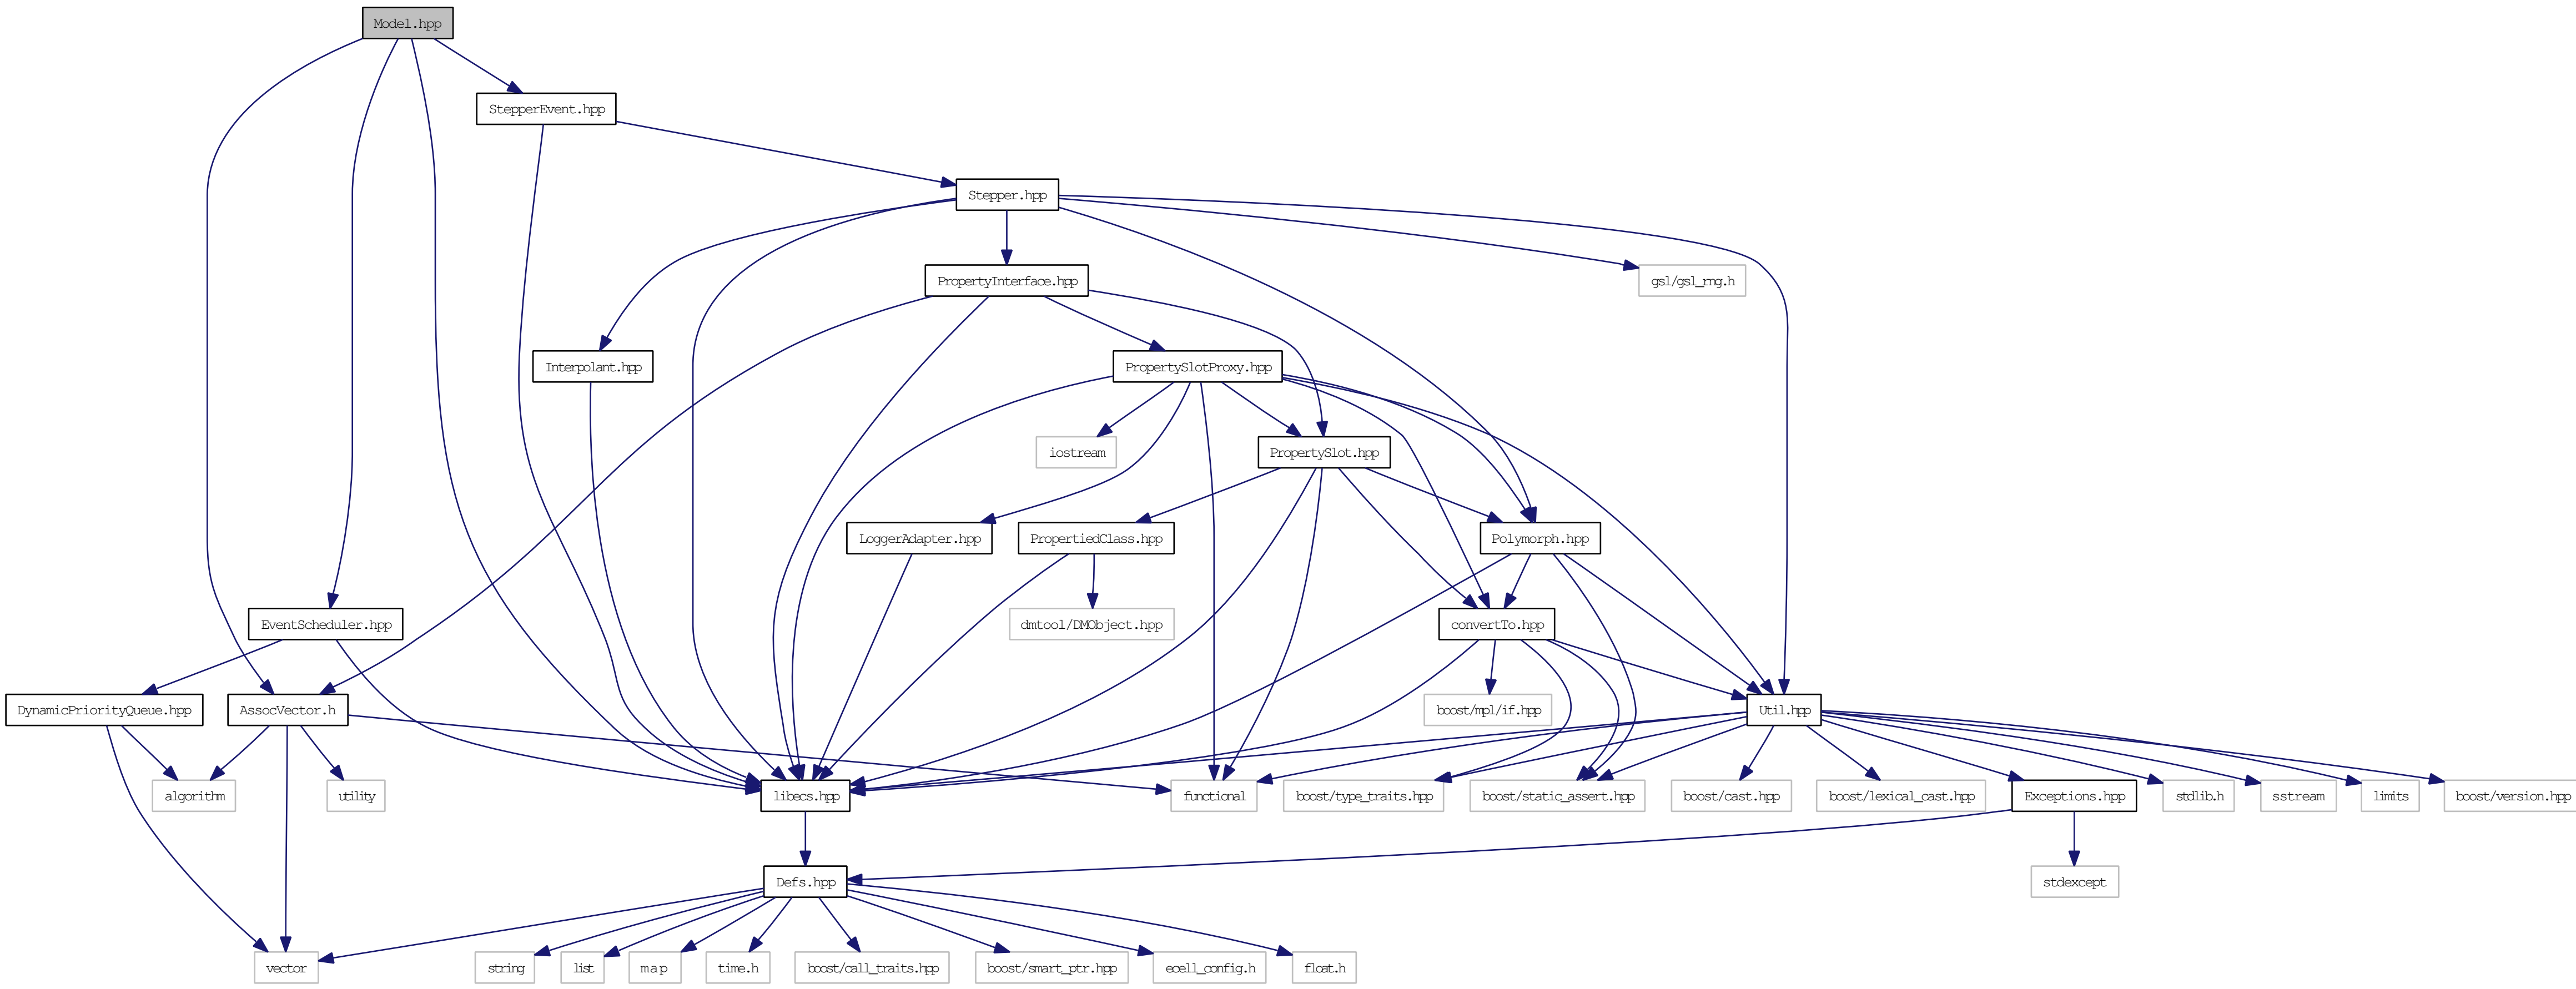 Model.hpp
StepperEvent.hpp
Stepper.hpp
PropertyInterface.hpp
gsl/gsl_rng.h
Interpolant.hpp
PropertySlotProxy.hpp
iostream
PropertySlot.hpp
LoggerAdapter.hpp
PropertiedClass.hpp
Polymorph.hpp
EventScheduler.hpp
dmtool/DMObject.hpp
convertTo.hpp
DynamicPriorityQueue.hpp
AssocVector.h
boost/mpl/if.hpp
Util.hpp
algorithm
utility
libecs.hpp
functional
boost/type_traits.hpp
boost/static_assert.hpp
boost/cast.hpp
boost/lexical_cast.hpp
Exceptions.hpp
stdlib.h
sstream
limits
boost/version.hpp
Defs.hpp
stdexcept
vector
string
list
map
time.h
boost/call_traits.hpp
boost/smart_ptr.hpp
ecell_config.h
float.h